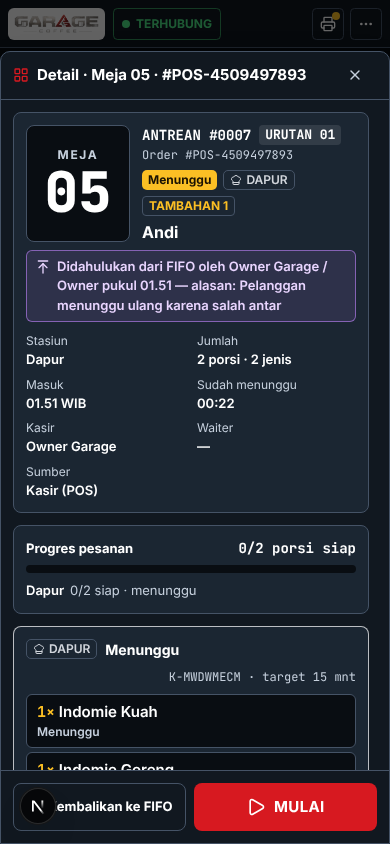 GARAGE
COFFEE
TERHUBUNG
Detail · Meja 05 · #POS-4509497893
MEJA
05
ANTREAN #0007 URUTAN 01
Order #POS-4509497893
Menunggu DAPUR
TAMBAHAN 1
Andi
Didahulukan dari FIFO oleh Owner Garage /
Owner pukul 01.51 — alasan: Pelanggan
menunggu ulang karena salah antar
Stasiun Jumlah
Dapur 2 porsi · 2 jenis
Masuk Sudah menunggu
01.51 WIB 00:22
Kasir Waiter
Owner Garage —
Sumber
Kasir (POS)
Progres pesanan 0/2 porsi siap
Dapur 0/2 siap · menunggu
DAPUR Menunggu
K-MWDWMECM · target 15 mnt
1× Indomie Kuah
Menunggu
1× Indomie Goreng
N embalikan ke FIFO MULAI